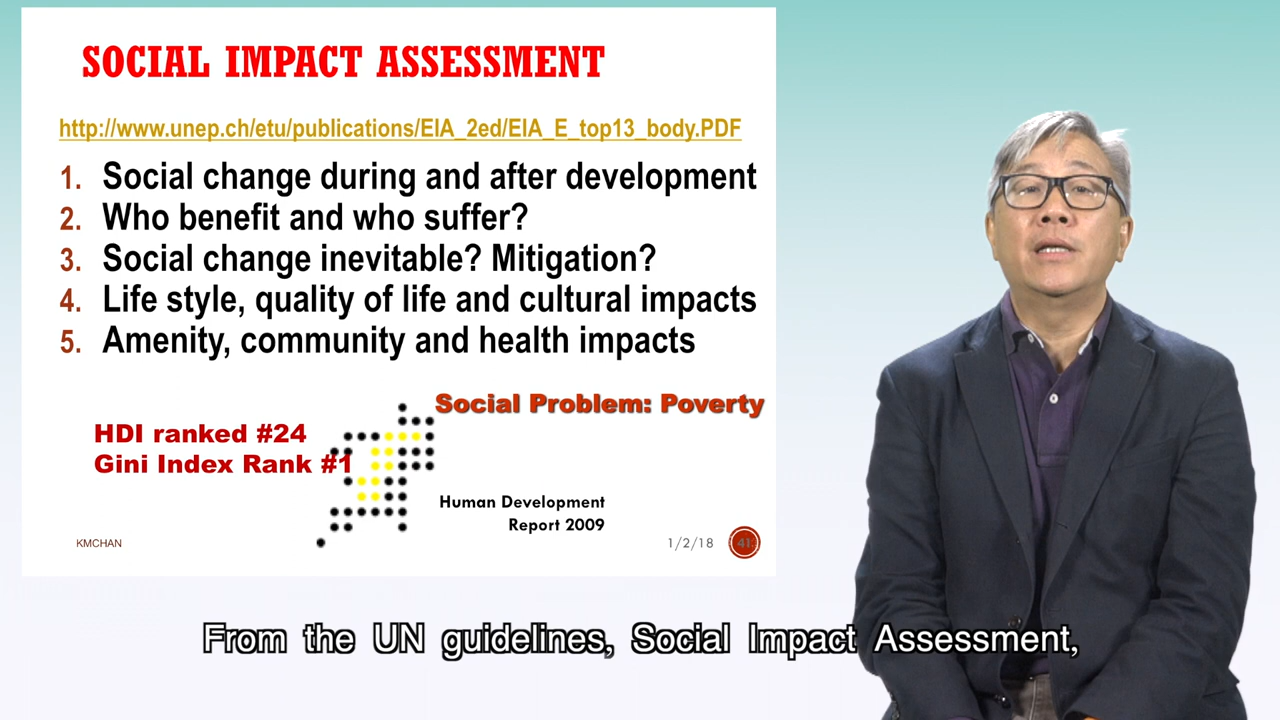 SOCIAL IMPACT ASSESSMENT
http://www.unep.ch/etu/publications/EIA_2ed/EIA_E_top13_body.PDF
1. Social change during and after development
2. Who benefit and who suffer?
3. Social change inevitable? Mitigation?
4. Life style, quality of life and cultural impacts
5. Amenity, community and health impacts
Social Problem: Poverty
HDI ranked #24
Gini Index Rank #1
Human Development
Report 2009
KMCHAN
1/2/18
41
From the UN guidelines, Social Impact Assessment,